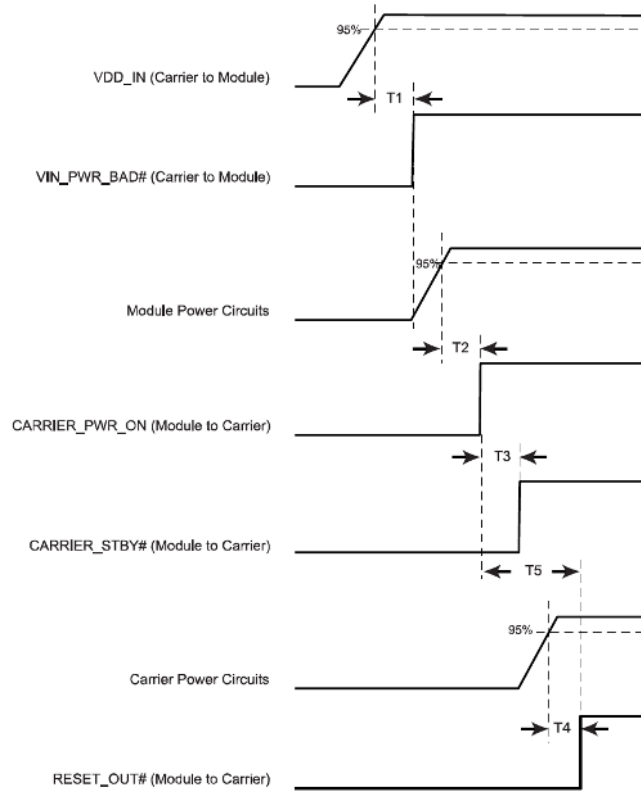 95%
VDD_IN (Carrier to Module)
T1
VIN_PWR_BAD# (Carrier to Module)
95%
Module Power Circuits
T2
CARRIER_PWR_ON (Module to Carrier)
T3
CARRIER_STBY# (Module to Carrier)
T5
95%
Carrier Power Circuits
T4
RESET_OUT# (Module to Carrier)